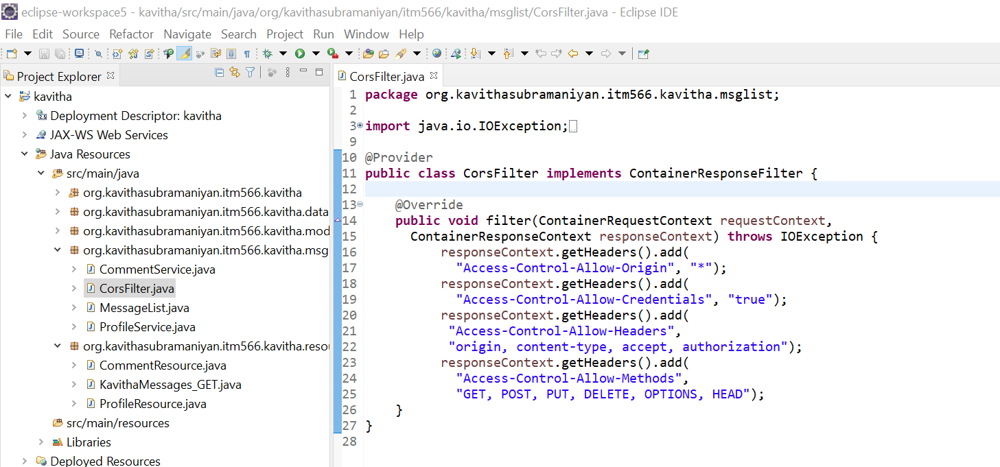 eclipse-workspace5 - kavitha/src/main/java/org/kavithasubramaniyan/itm566/kavitha/msglist/CorsFilter.java - Eclipse IDE
File Edit Source Refactor Navigate Search Project Run Window Help
Project Explorer
kavitha
Deployment Descriptor: kavitha
JAX-WS Web Services
Java Resources
src/main/java
org.kavithasubramaniyan.itm566.kavitha
org.kavithasubramaniyan.itm566.kavitha.data
org.kavithasubramaniyan.itm566.kavitha.mod
org.kavithasubramaniyan.itm566.kavitha.msg
CommentService.java
CorsFilter.java
MessageList.java
ProfileService.java
org.kavithasubramaniyan.itm566.kavitha.reso
CommentResource.java
KavithaMessages_GET.java
ProfileResource.java
src/main/resources
Libraries
Deployed Resources
CorsFilter.java
1 package org.kavithasubramaniyan.itm566.kavitha.msglist;
2
3 import java.io.IOException;
9
10 @Provider
11 public class CorsFilter implements ContainerResponseFilter {
12
13 @Override
14 public void filter(ContainerRequestContext requestContext,
15 ContainerResponseContext responseContext) throws IOException {
16 responseContext.getHeaders().add(
17 "Access-Control-Allow-Origin", "*");
18 responseContext.getHeaders().add(
19 "Access-Control-Allow-Credentials", "true");
20 responseContext.getHeaders().add(
21 "Access-Control-Allow-Headers",
22 "origin, content-type, accept, authorization");
23 responseContext.getHeaders().add(
24 "Access-Control-Allow-Methods",
25 "GET, POST, PUT, DELETE, OPTIONS, HEAD");
26 }
27 }
28